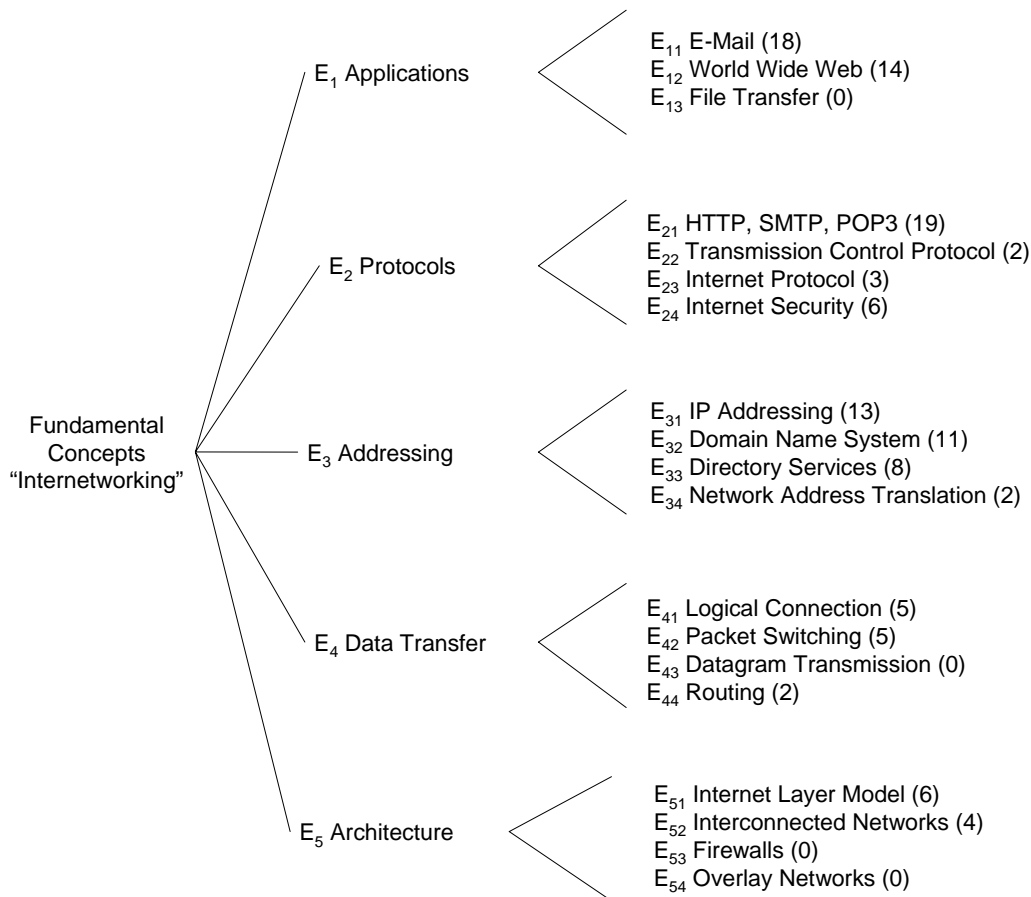 E11 E-Mail (18)
E12 World Wide Web (14)
E13 File Transfer (0)
E1 Applications
E21 HTTP, SMTP, POP3 (19)
E22 Transmission Control Protocol (2)
E23 Internet Protocol (3)
E24 Internet Security (6)
E2 Protocols
Fundamental
Concepts
“Internetworking”
E31 IP Addressing (13)
E32 Domain Name System (11)
E33 Directory Services (8)
E34 Network Address Translation (2)
E3 Addressing
E41 Logical Connection (5)
E42 Packet Switching (5)
E43 Datagram Transmission (0)
E44 Routing (2)
E4 Data Transfer
E51 Internet Layer Model (6)
E52 Interconnected Networks (4)
E53 Firewalls (0)
E54 Overlay Networks (0)
E5 Architecture